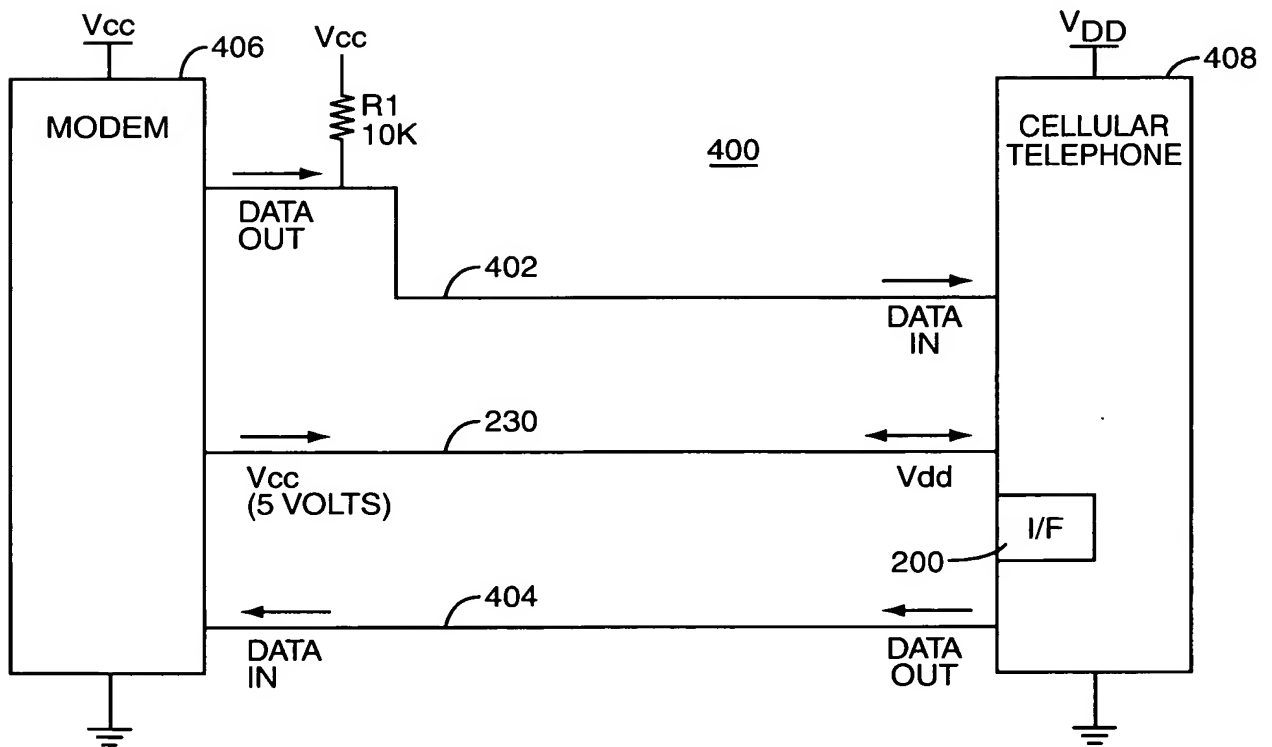 Vcc
406
Vcc
VDD
408
MODEM
R1
10K
CELLULAR
TELEPHONE
400
DATA
OUT
402
DATA
IN
230
Vcc
(5 VOLTS)
Vdd
I/F
200
404
DATA
IN
DATA
OUT